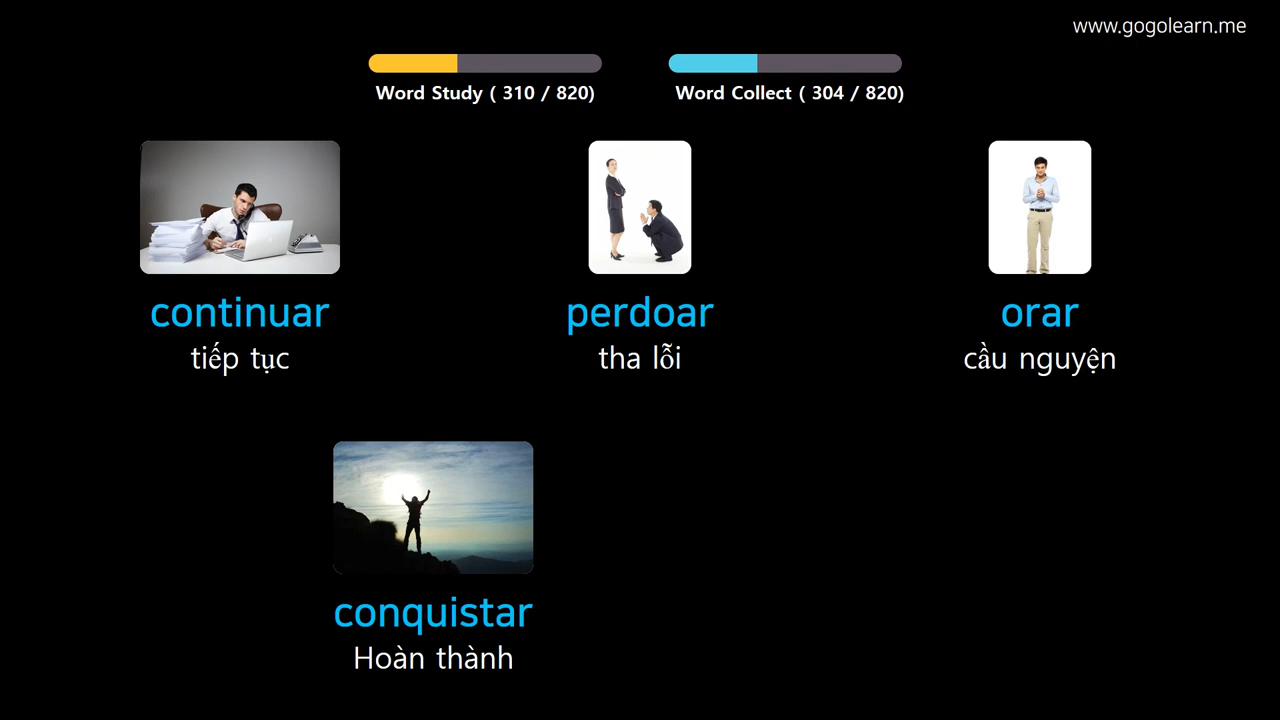 www.gogolearn.me
Word Study ( 310 / 820)
Word Collect ( 304 / 820)
continuar
tiếp tục
perdoar
tha lỗi
orar
cầu nguyện
conquistar
Hoàn thành